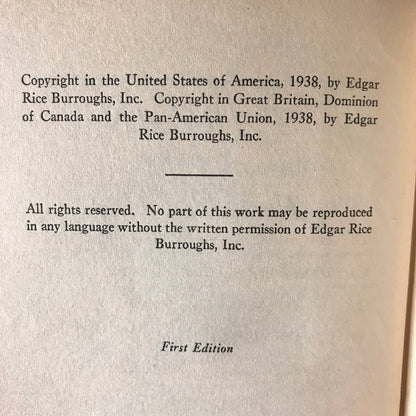 Copyright in the United States of America, 1938, by Edgar
Rice Burroughs, Inc. Copyright in Great Britain, Dominion
of Canada and the Pan-American Union, 1938, by Edgar
Rice Burroughs, Inc.
All rights reserved. No part of this work may be reproduced
in any language without the written permission of Edgar Rice
Burroughs, Inc.
First Edition